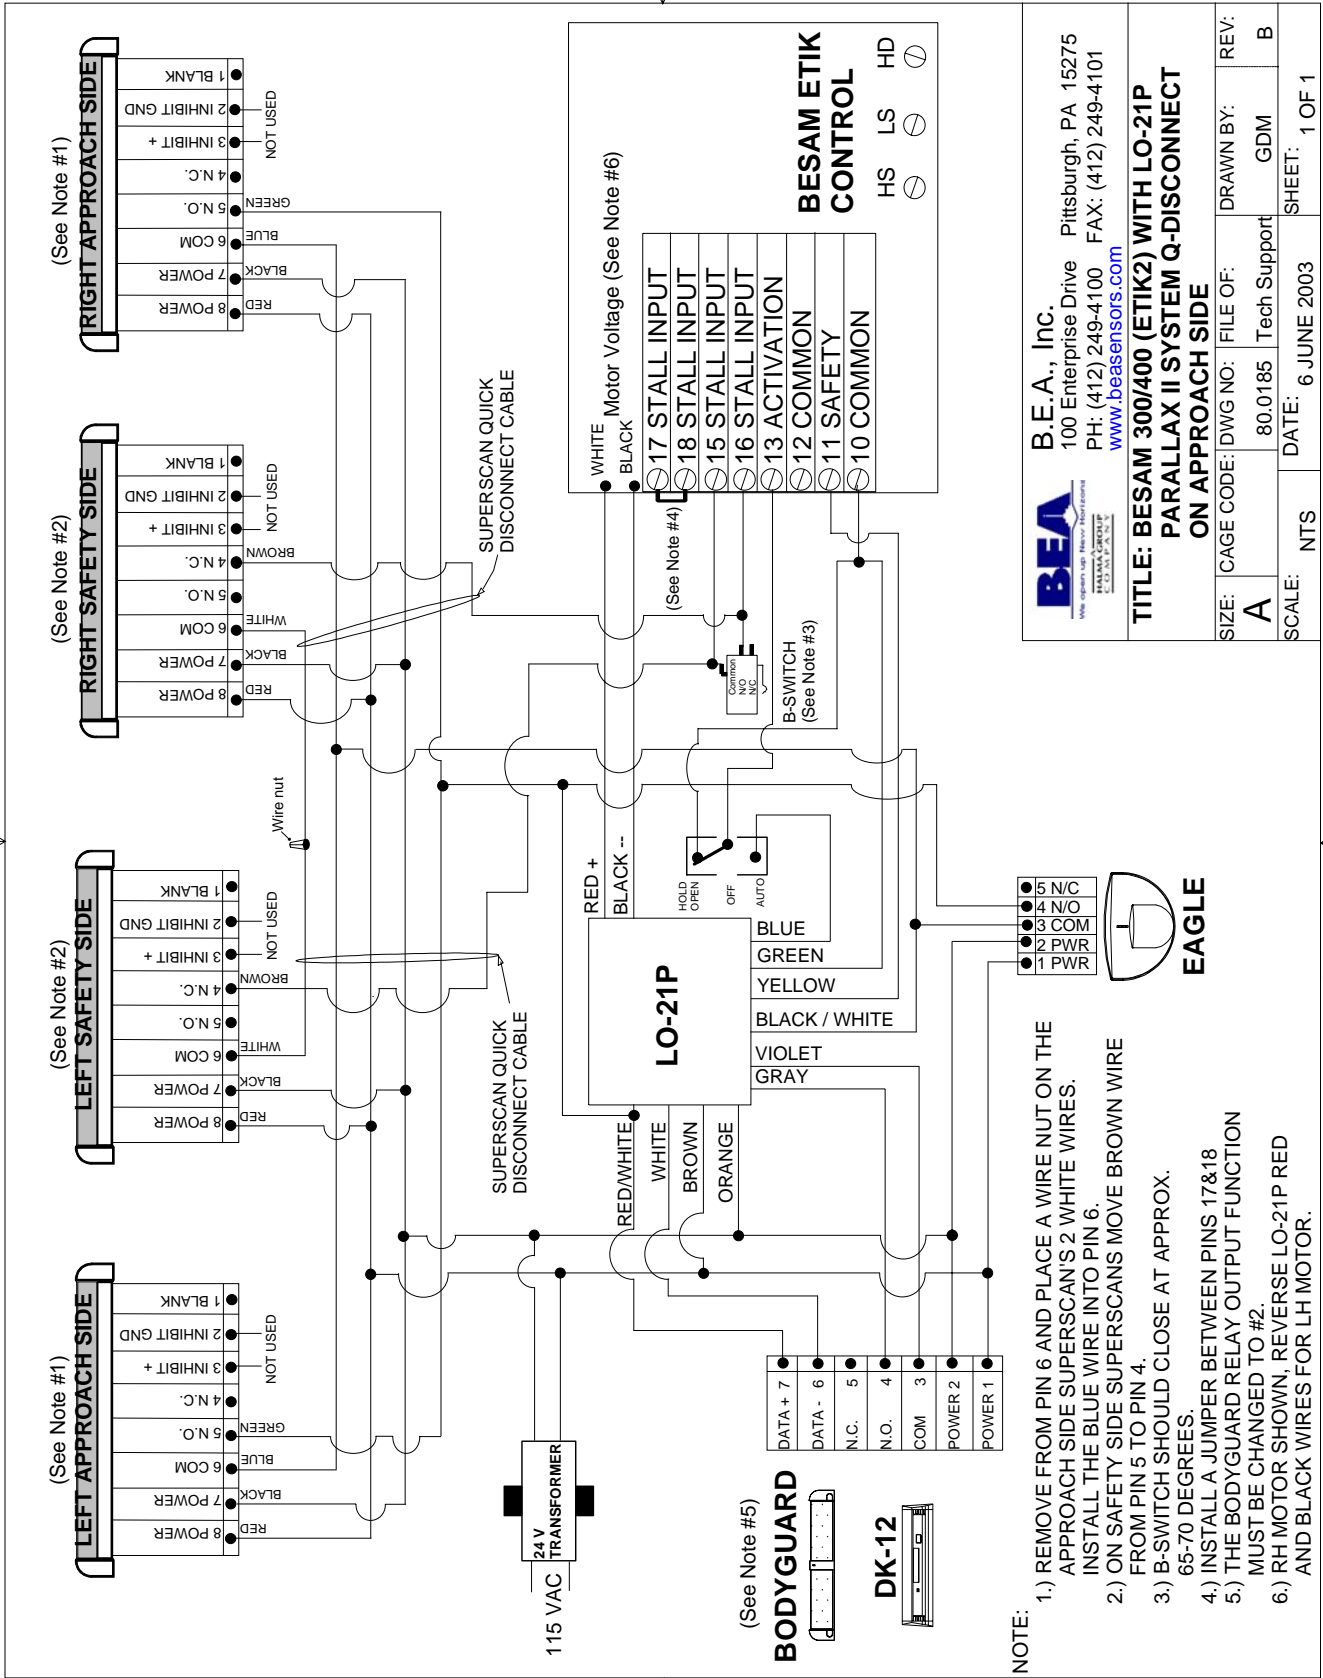 (See Note #1)
LEFT APPROACH SIDE
8 POWER
7 POWER
6 COM
5 N.O.
4 N.C.
3 INHIBIT +
2 INHIBIT GND
1 BLANK
RED
BLACK
BLUE
GREEN
NOT USED
(See Note #2)
LEFT SAFETY SIDE
8 POWER
7 POWER
6 COM
5 N.O.
4 N.C.
3 INHIBIT +
2 INHIBIT GND
1 BLANK
RED
BLACK
WHITE
BROWN
NOT USED
(See Note #2)
RIGHT SAFETY SIDE
8 POWER
7 POWER
6 COM
5 N.O.
4 N.C.
3 INHIBIT +
2 INHIBIT GND
1 BLANK
RED
BLACK
WHITE
BROWN
NOT USED
(See Note #1)
RIGHT APPROACH SIDE
8 POWER
7 POWER
6 COM
5 N.O.
4 N.C.
3 INHIBIT +
2 INHIBIT GND
1 BLANK
RED
BLACK
BLUE
GREEN
NOT USED
Wire nut
SUPERSCAN QUICK
DISCONNECT CABLE
SUPERSCAN QUICK
DISCONNECT CABLE
115 VAC
24 V
TRANSFORMER
RED/WHITE
WHITE
BROWN
ORANGE
LO-21P
RED +
BLACK --
BLUE
GREEN
YELLOW
BLACK / WHITE
VIOLET
GRAY
HOLD
OPEN
OFF
AUTO
B-SWITCH
(See Note #3)
Common
N/O
N/C
(See Note #4)
WHITE
BLACK
Motor Voltage (See Note #6)
17 STALL INPUT
18 STALL INPUT
15 STALL INPUT
16 STALL INPUT
13 ACTIVATION
12 COMMON
11 SAFETY
10 COMMON
BESAM ETIK
CONTROL
HS LS HD
(See Note #5)
BODYGUARD
DK-12
DATA + 7
DATA - 6
N.C. 5
N.O. 4
COM 3
POWER 2
POWER 1
5 N/C
4 N/O
3 COM
2 PWR
1 PWR
EAGLE
NOTE:
1.) REMOVE FROM PIN 6 AND PLACE A WIRE NUT ON THE
APPROACH SIDE SUPERSCAN'S 2 WHITE WIRES.
INSTALL THE BLUE WIRE INTO PIN 6.
2.) ON SAFETY SIDE SUPERSCANS MOVE BROWN WIRE
FROM PIN 5 TO PIN 4.
3.) B-SWITCH SHOULD CLOSE AT APPROX.
65-70 DEGREES.
4.) INSTALL A JUMPER BETWEEN PINS 17&18
5.) THE BODYGUARD RELAY OUTPUT FUNCTION
MUST BE CHANGED TO #2.
6.) RH MOTOR SHOWN, REVERSE LO-21P RED
AND BLACK WIRES FOR LH MOTOR.
BEA
We open up New Horizons
A
HALMA GROUP
COMPANY
B.E.A., Inc.
100 Enterprise Drive Pittsburgh, PA 15275
PH: (412) 249-4100 FAX: (412) 249-4101
www.beasensors.com
TITLE: BESAM 300/400 (ETIK2) WITH LO-21P
PARALLAX II SYSTEM Q-DISCONNECT
ON APPROACH SIDE
SIZE: CAGE CODE: DWG NO: FILE OF: DRAWN BY: REV:
A 80.0185 Tech Support GDM B
SCALE: NTS DATE: 6 JUNE 2003 SHEET: 1 OF 1